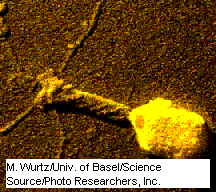 M. Wurtz/Univ. of Basel/Science
Source/Photo Researchers, Inc.